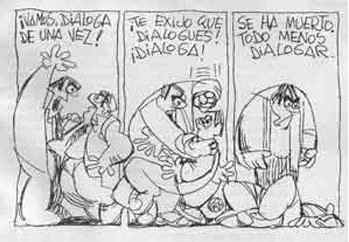 ¡VAMOS, DIALOGA
DE UNA VEZ!
¡TE EXIJO QUE
DIALOGUES!
¡DIALOGA!
SE HA MUERTO.
TODO MENOS
DIALOGAR.